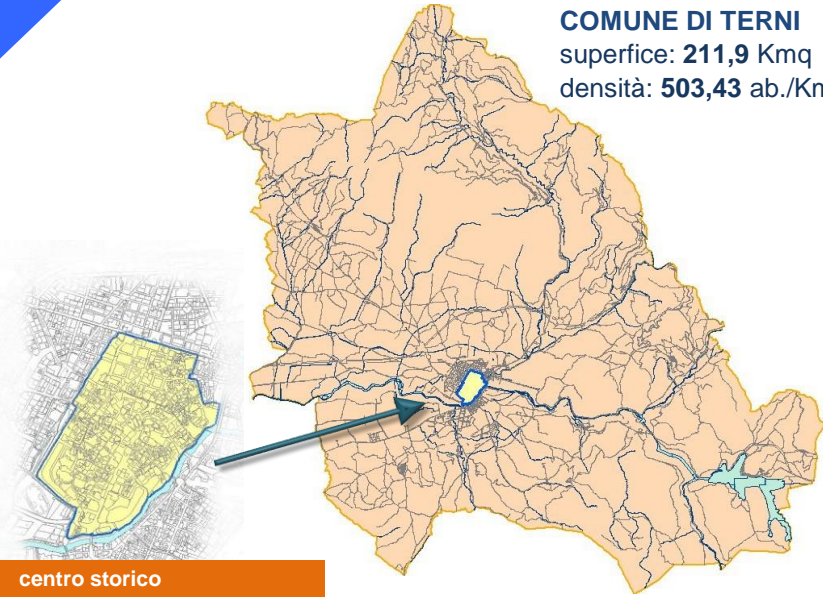 COMUNE DI TERNI
superfice: 211,9 Kmq
densità: 503,43 ab./Km
centro storico